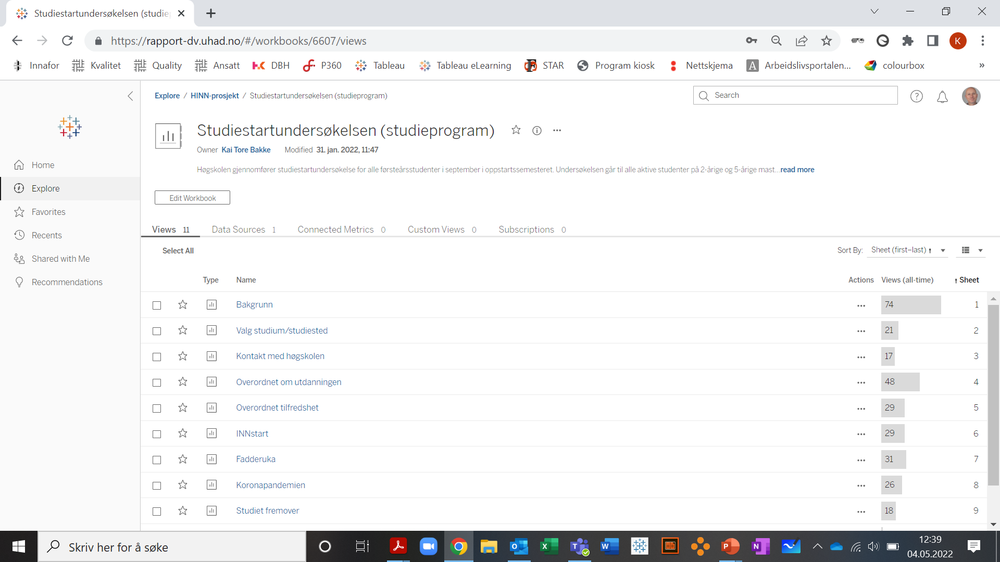 Studiestartundersøkelsen (studie
https://rapport-dv.uhad.no/#/workbooks/6607/views
K
Innafor Kvalitet Quality Ansatt DBH P360 Tableau Tableau eLearning STAR Program kiosk Nettskjema Arbeidslivsportalen... colourbox »
Explore / HINN-prosjekt / Studiestartundersøkelsen (studieprogram)
Search
Studiestartundersøkelsen (studieprogram)
Owner Kai Tore Bakke Modified 31. jan. 2022, 11:47
Høgskolen gjennomfører studiestartundersøkelse for alle førsteårsstudenter i september i oppstartssemesteret. Undersøkelsen går til alle aktive studenter på 2-årige og 5-årige mast...read more
Home
Explore
Favorites
Recents
Shared with Me
Recommendations
Edit Workbook
Views 11 Data Sources 1 Connected Metrics 0 Custom Views 0 Subscriptions 0
Select All
Sort By: Sheet (first–last) ↑
Type Name Actions Views (all-time) ↑ Sheet
Bakgrunn ... 74 1
Valg studium/studiested ... 21 2
Kontakt med høgskolen ... 17 3
Overordnet om utdanningen ... 48 4
Overordnet tilfredshet ... 29 5
INNstart ... 29 6
Fadderuka ... 31 7
Koronapandemien ... 26 8
Studiet fremover ... 18 9
Skriv her for å søke
12:39
04.05.2022